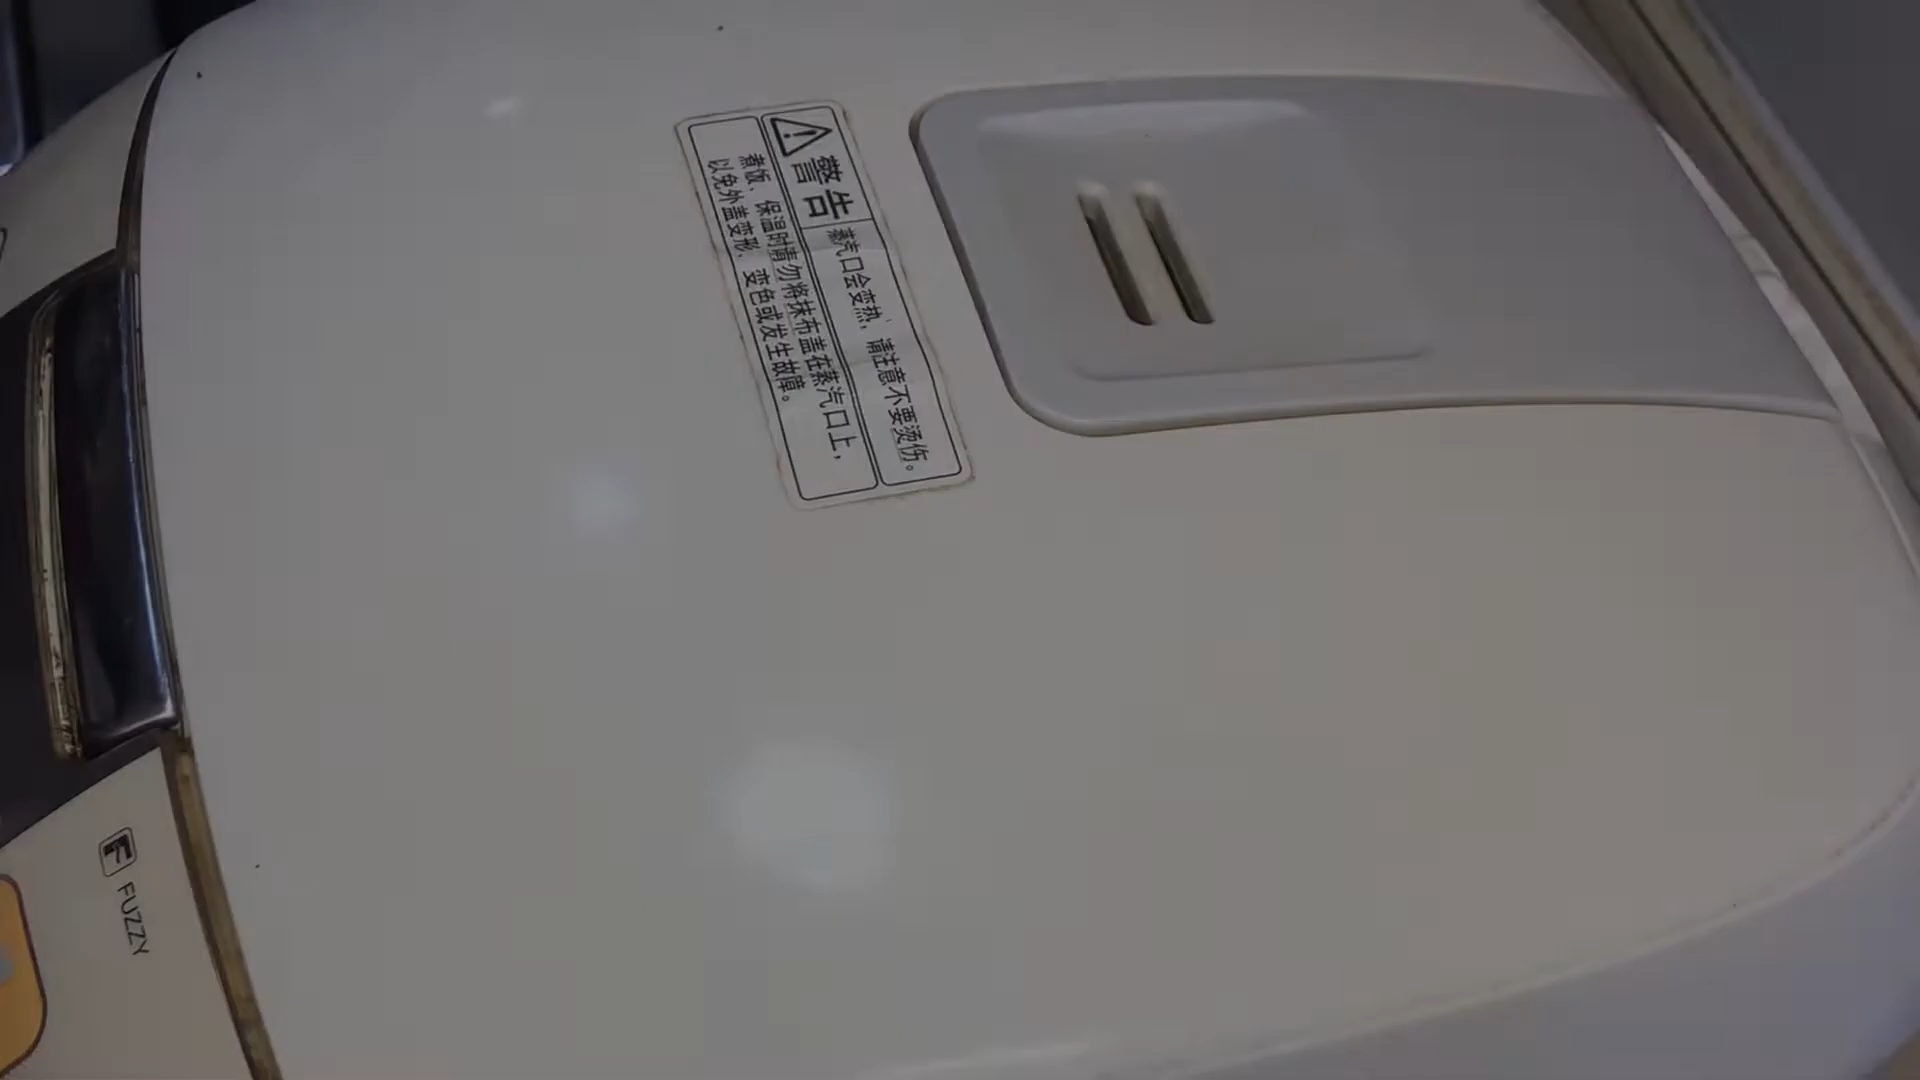 警告
蒸汽口会变热，请注意不要烫伤。
煮饭、保温时请勿将抹布盖在蒸汽口上，
以免外盖变形、变色或发生故障。
F FUZZY